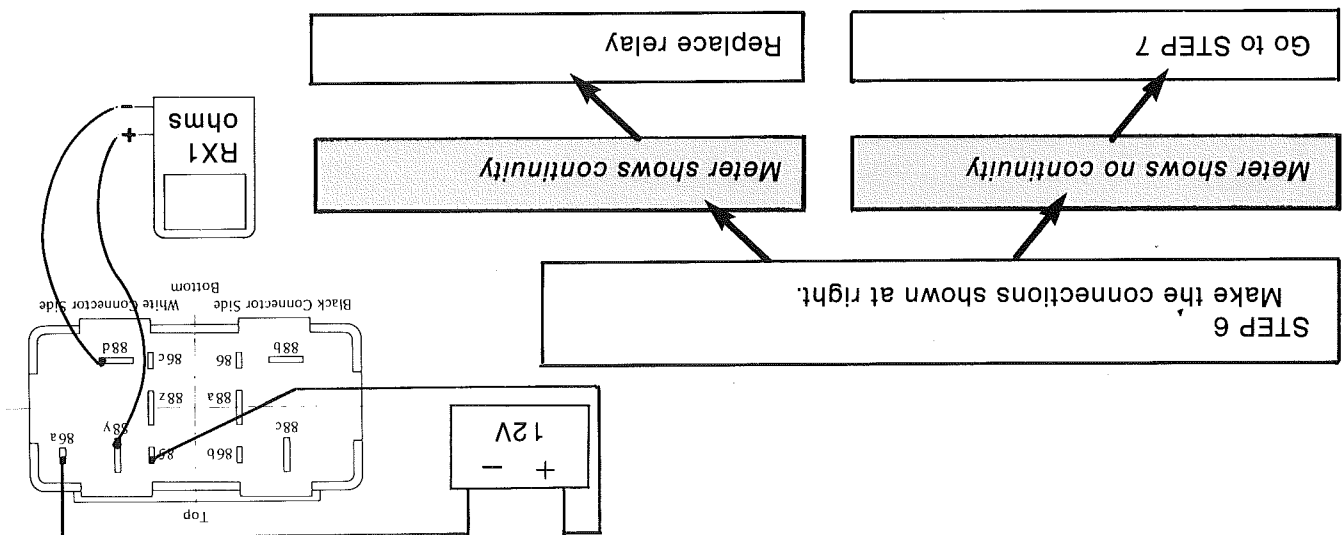 STEP 6
Make the connections shown at right.
Meter shows no continuity
Meter shows continuity
Go to STEP 7
Replace relay
+ −
12V
Top
88c
86b
85
88y
86a
88a
88z
88b
86
86c
88d
Black Connector Side
White Connector Side
Bottom
RX1
ohms
+
-